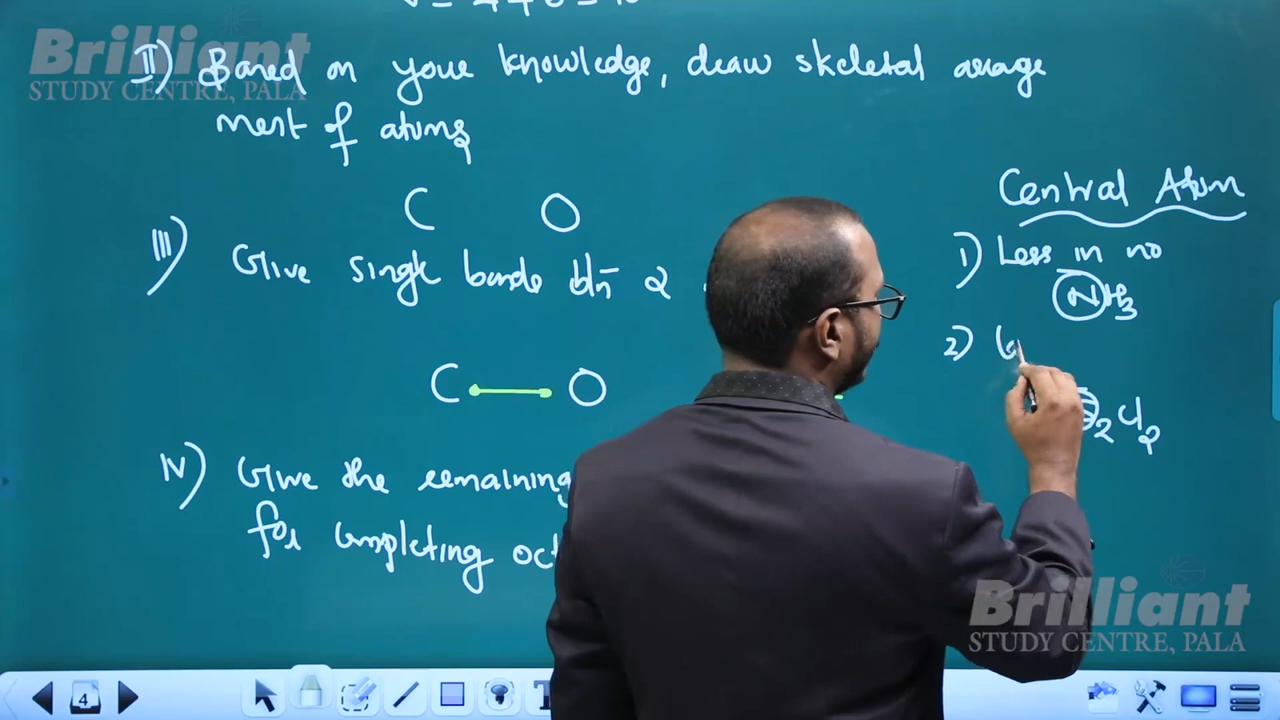 Brilliant
STUDY CENTRE, PALA
II) Based on your knowledge, draw skeletal arrange
ment of atoms
C O
III) Give single bonds btn 2
C O
IV) Give the remaining
for completing oct
Central Atom
1) Less in no
NH3
2)
2Cl2
Brilliant
STUDY CENTRE, PALA
4
T